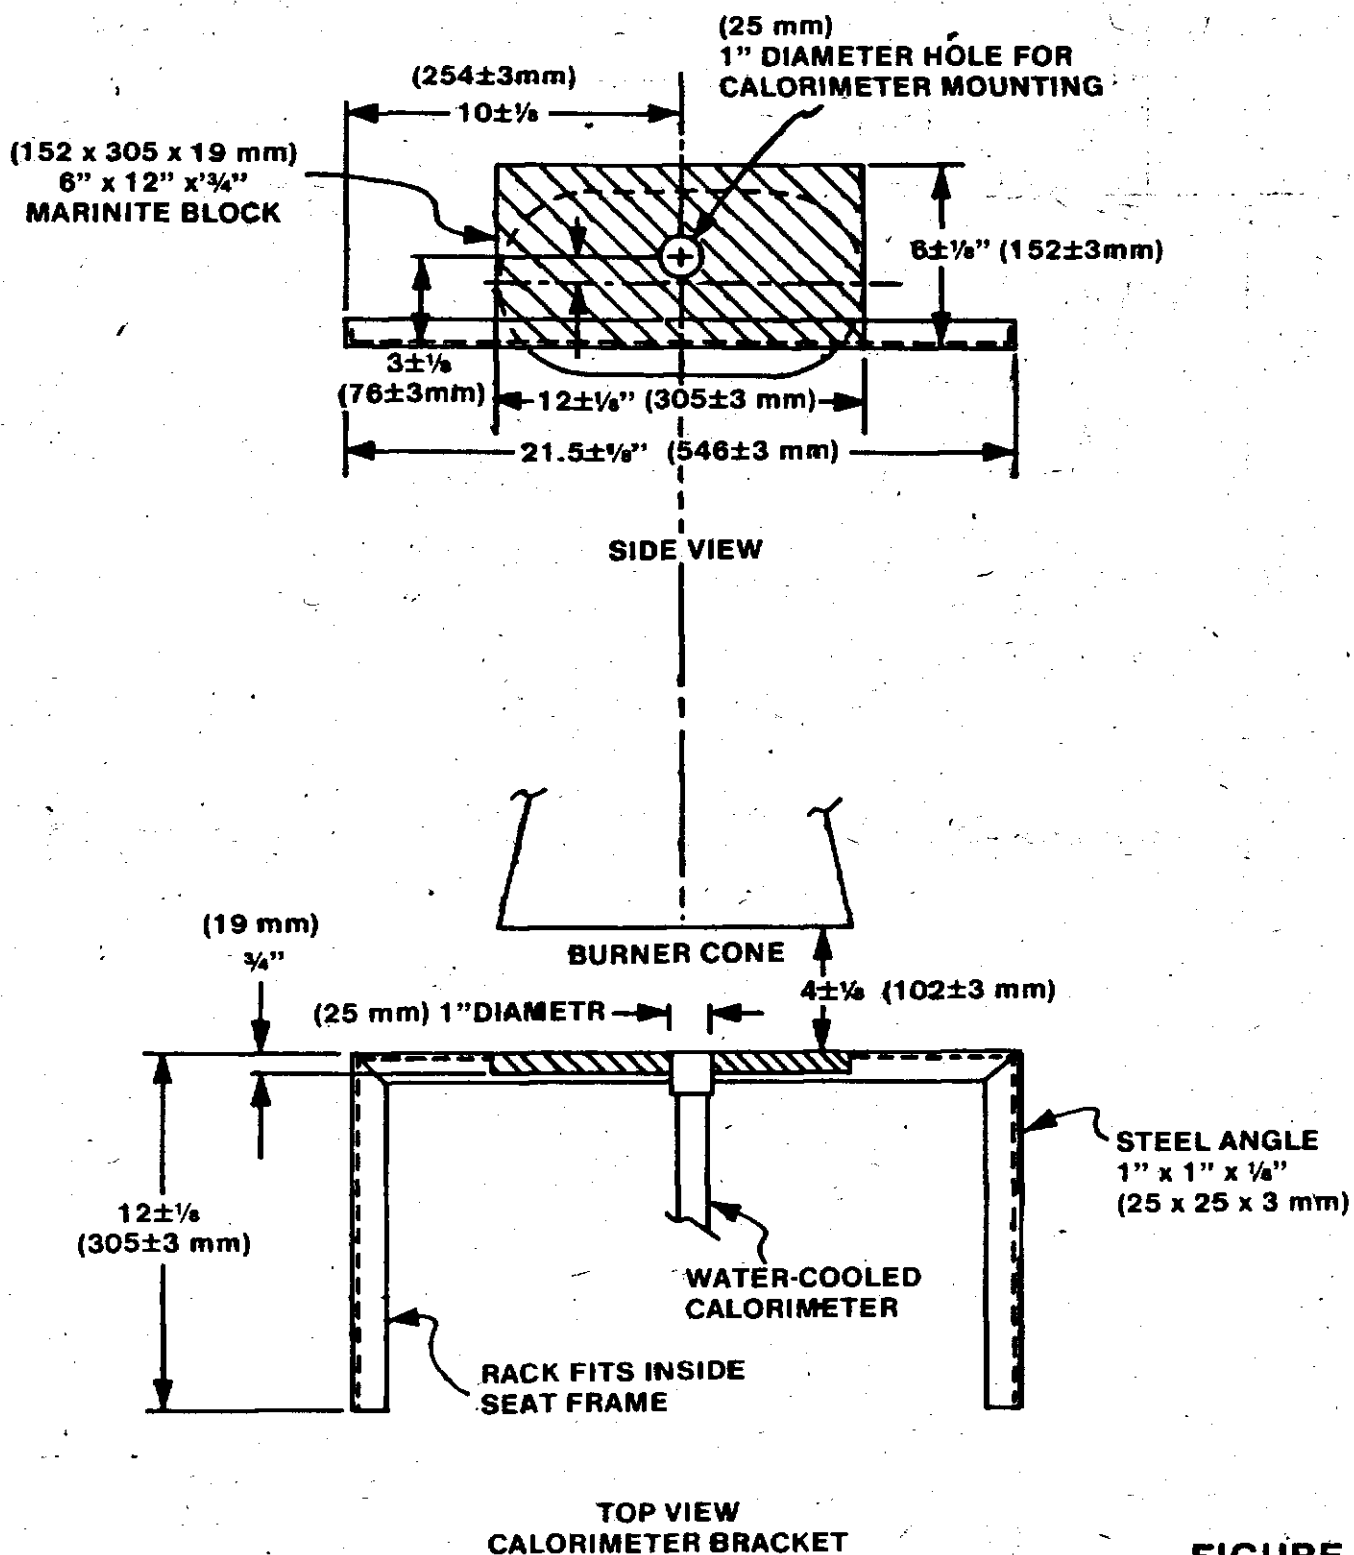 (25 mm)
1” DIAMETER HOLE FOR
CALORIMETER MOUNTING
(254±3mm)
10±⅛
(152 x 305 x 19 mm)
6” x 12” x ¾”
MARINITE BLOCK
6±⅛” (152±3mm)
3±⅛
(76±3mm)
12±⅛” (305±3 mm)
21.5±⅛” (546±3 mm)
SIDE VIEW
(19 mm)
¾”
BURNER CONE
4±⅛ (102±3 mm)
(25 mm) 1”DIAMETR
STEEL ANGLE
1” x 1” x ⅛”
(25 x 25 x 3 mm)
12±⅛
(305±3 mm)
WATER-COOLED
CALORIMETER
RACK FITS INSIDE
SEAT FRAME
TOP VIEW
CALORIMETER BRACKET
FIGURE